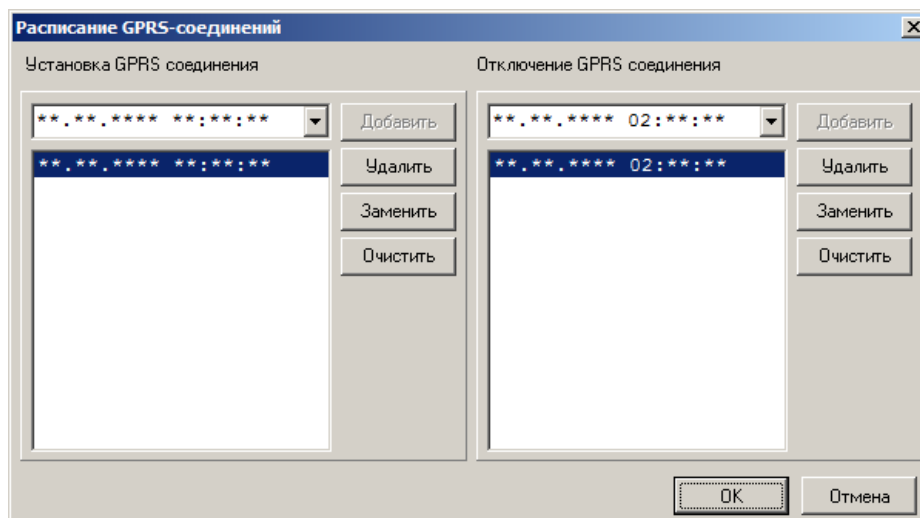 Расписание GPRS-соединений
Установка GPRS соединения
Отключение GPRS соединения
**.**.**** **:**:**
Добавить
**.**.**** 02:**:**
Добавить
**.**.**** **:**:**
Удалить
**.**.**** 02:**:**
Удалить
Заменить
Заменить
Очистить
Очистить
OK
Отмена